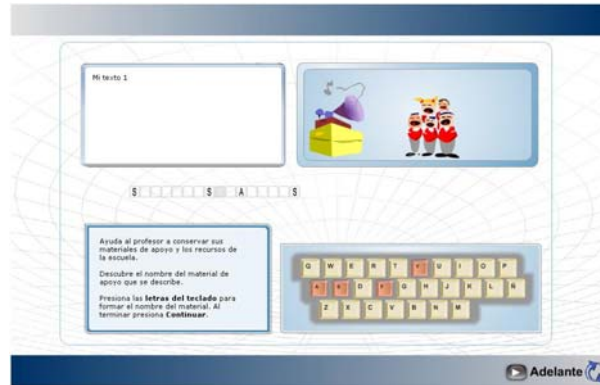 Mi texto 1
S S A S
Ayuda al profesor a conservar sus
materiales de apoyo y los recursos de
la escuela.
Descubre el nombre del material de
apoyo que se describe.
Presiona las letras del teclado para
formar el nombre del material. Al
terminar presiona Continuar.
Q W E R T Y U I O P
A S D F G H J K L Ñ
Z X C V B N M
Adelante